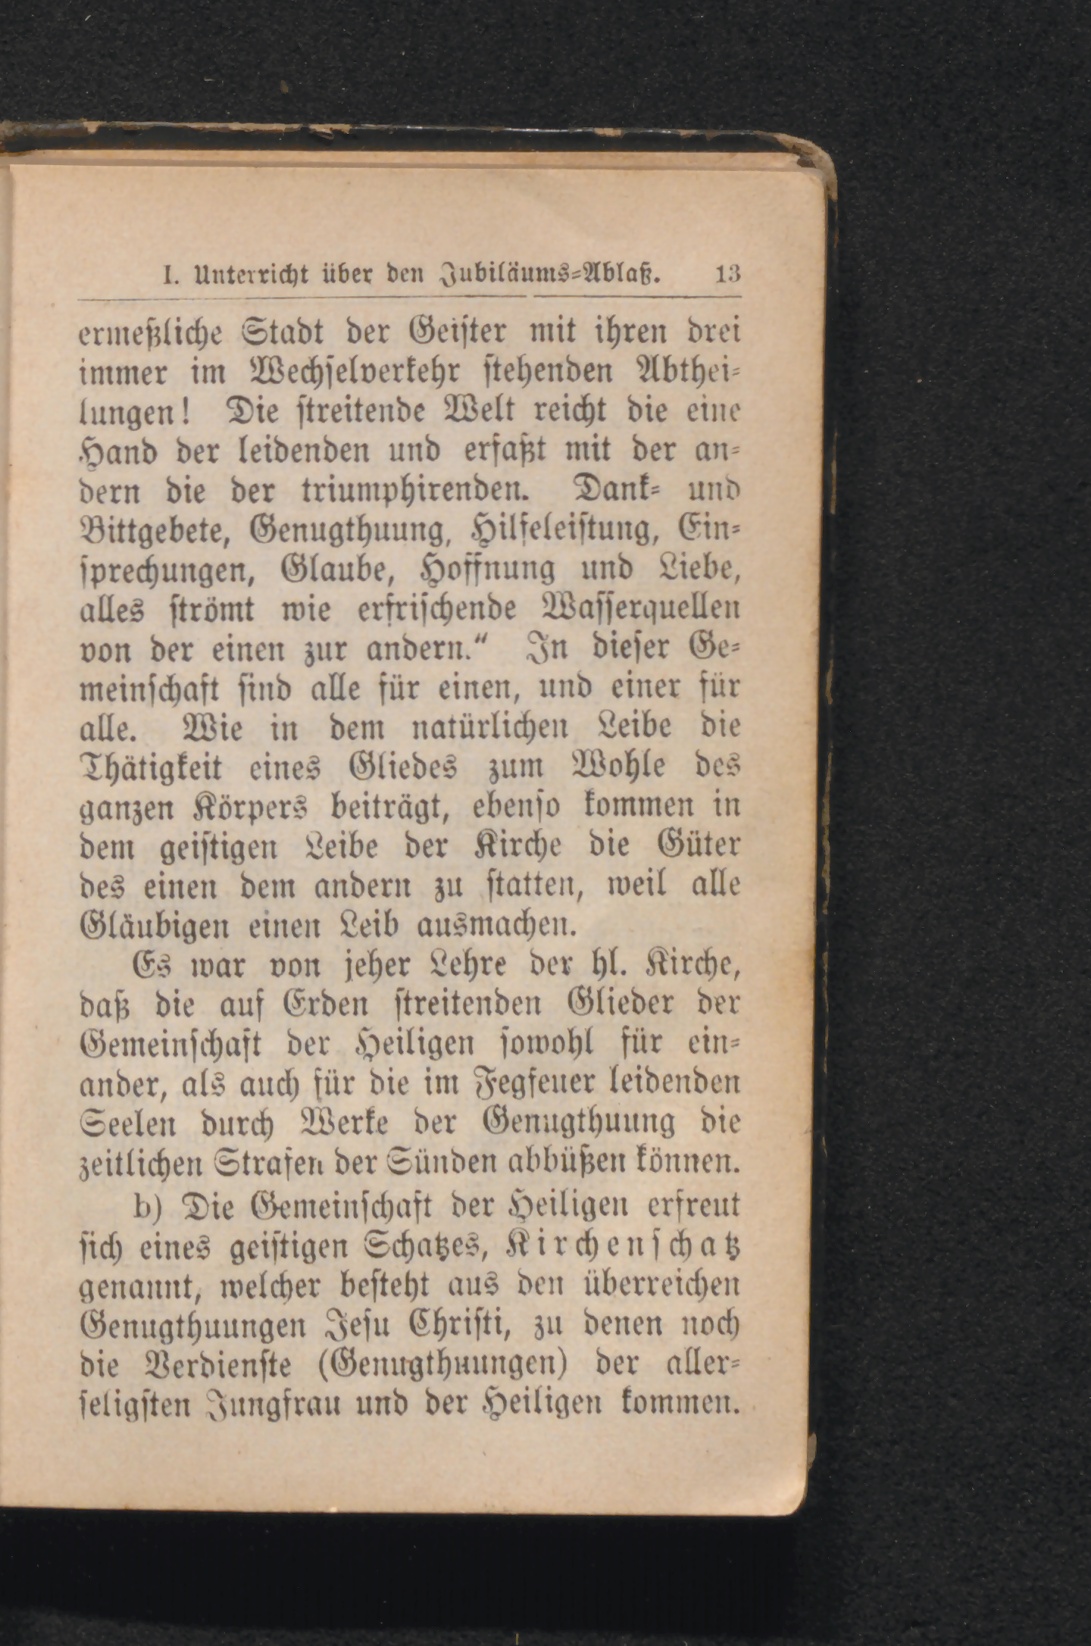 I. Unterricht über den Jubiläums-Ablaß. 13
ermeßliche Stadt der Geister mit ihren drei
immer im Wechselverkehr stehenden Abthei-
lungen! Die streitende Welt reicht die eine
Hand der leidenden und erfaßt mit der an-
dern die der triumphirenden. Dank- und
Bittgebete, Genugthuung, Hilfeleistung, Ein-
sprechungen, Glaube, Hoffnung und Liebe,
alles strömt wie erfrischende Wasserquellen
von der einen zur andern.“ In dieser Ge-
meinschaft sind alle für einen, und einer für
alle. Wie in dem natürlichen Leibe die
Thätigkeit eines Gliedes zum Wohle des
ganzen Körpers beiträgt, ebenso kommen in
dem geistigen Leibe der Kirche die Güter
des einen dem andern zu statten, weil alle
Gläubigen einen Leib ausmachen.
Es war von jeher Lehre der hl. Kirche,
daß die auf Erden streitenden Glieder der
Gemeinschaft der Heiligen sowohl für ein-
ander, als auch für die im Fegfeuer leidenden
Seelen durch Werke der Genugthuung die
zeitlichen Strafen der Sünden abbüßen können.
b) Die Gemeinschaft der Heiligen erfreut
sich eines geistigen Schatzes, Kirchenschatz
genannt, welcher besteht aus den überreichen
Genugthuungen Jesu Christi, zu denen noch
die Verdienste (Genugthuungen) der aller-
seligsten Jungfrau und der Heiligen kommen.